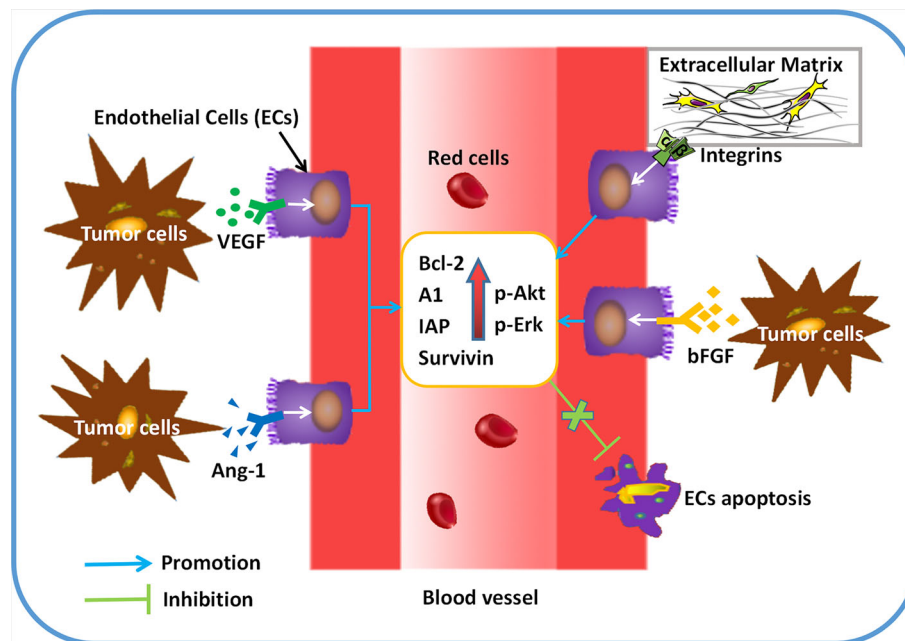 Extracellular Matrix
Endothelial Cells (ECs)
Red cells
C B
Integrins
Tumor cells
VEGF
Bcl-2
A1
IAP
Survivin
p-Akt
p-Erk
bFGF
Tumor cells
Tumor cells
Ang-1
ECs apoptosis
Promotion
Inhibition
Blood vessel